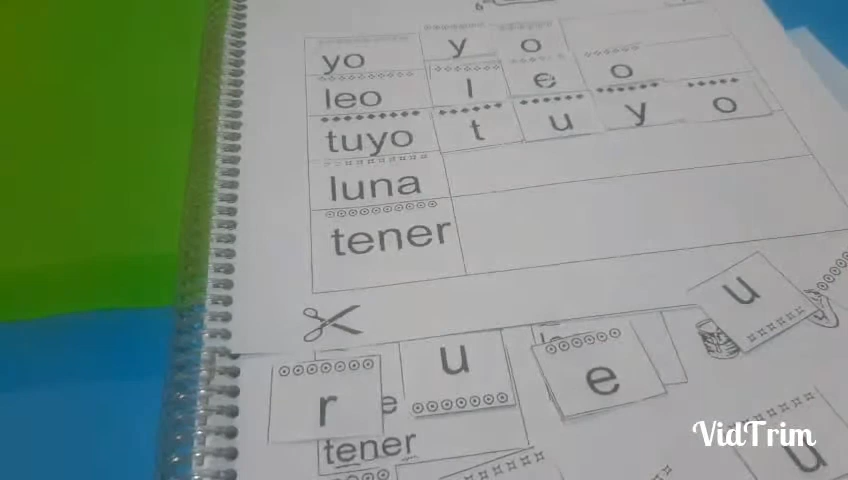 yo y o
leo l e o
tuyo t u y o
luna
tener
u
r e u e
tener
u
VidTrim